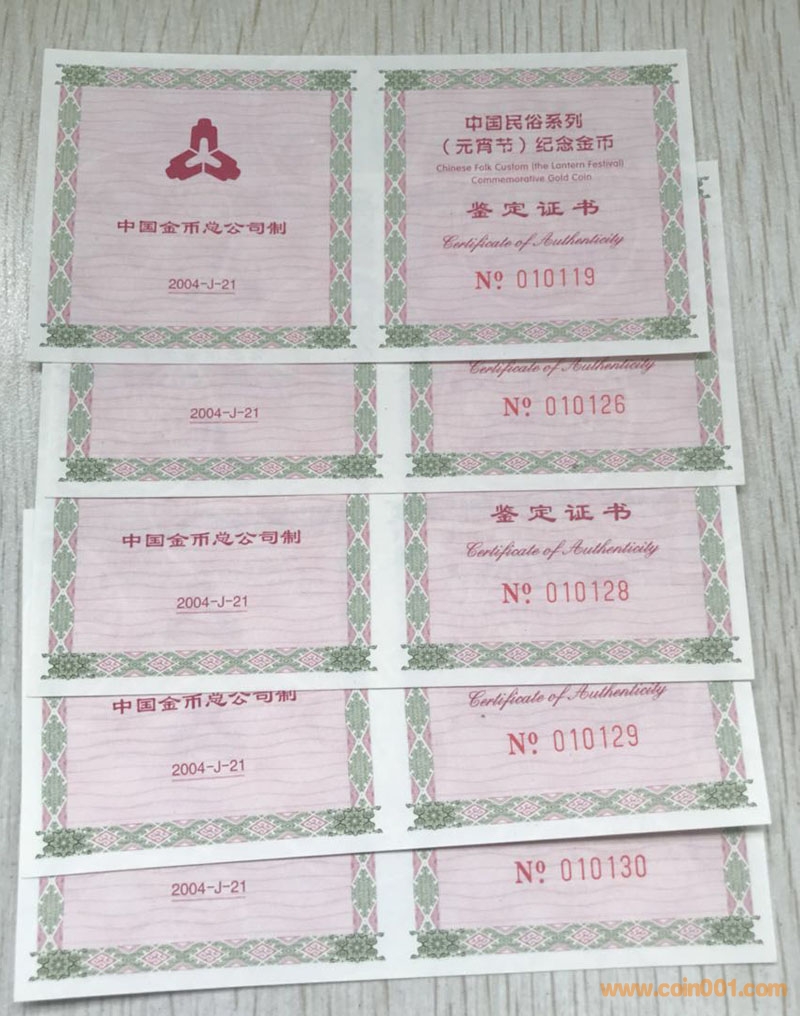 中国金币总公司制
2004-J-21
中国民俗系列
（元宵节）纪念金币
Chinese Folk Custom (the Lantern Festival)
Commemorative Gold Coin
鉴定证书
Certificate of Authenticity
Nº 010119
2004-J-21
Certificate of Authenticity
Nº 010126
中国金币总公司制
2004-J-21
鉴定证书
Certificate of Authenticity
Nº 010128
中国金币总公司制
2004-J-21
Certificate of Authenticity
Nº 010129
2004-J-21
Nº 010130
www.coin001.com